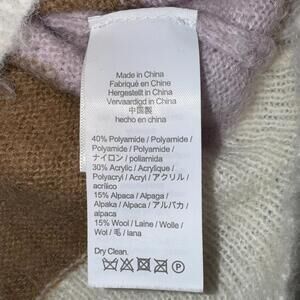 Made in China
Fabriqué en Chine
Hergestellt in China
Vervaardigd in China
中国製
hecho en china
40% Polyamide / Polyamide /
Polyamide / Polyamide /
ナイロン / poliamida
30% Acrylic / Acrylique /
Polyacryl / Acryl / アクリル /
acrílico
15% Alpaca / Alpaga /
Alpaka / Alpaca / アルパカ /
alpaca
15% Wool / Laine / Wolle /
Wol / 毛 / lana
Dry Clean.
P